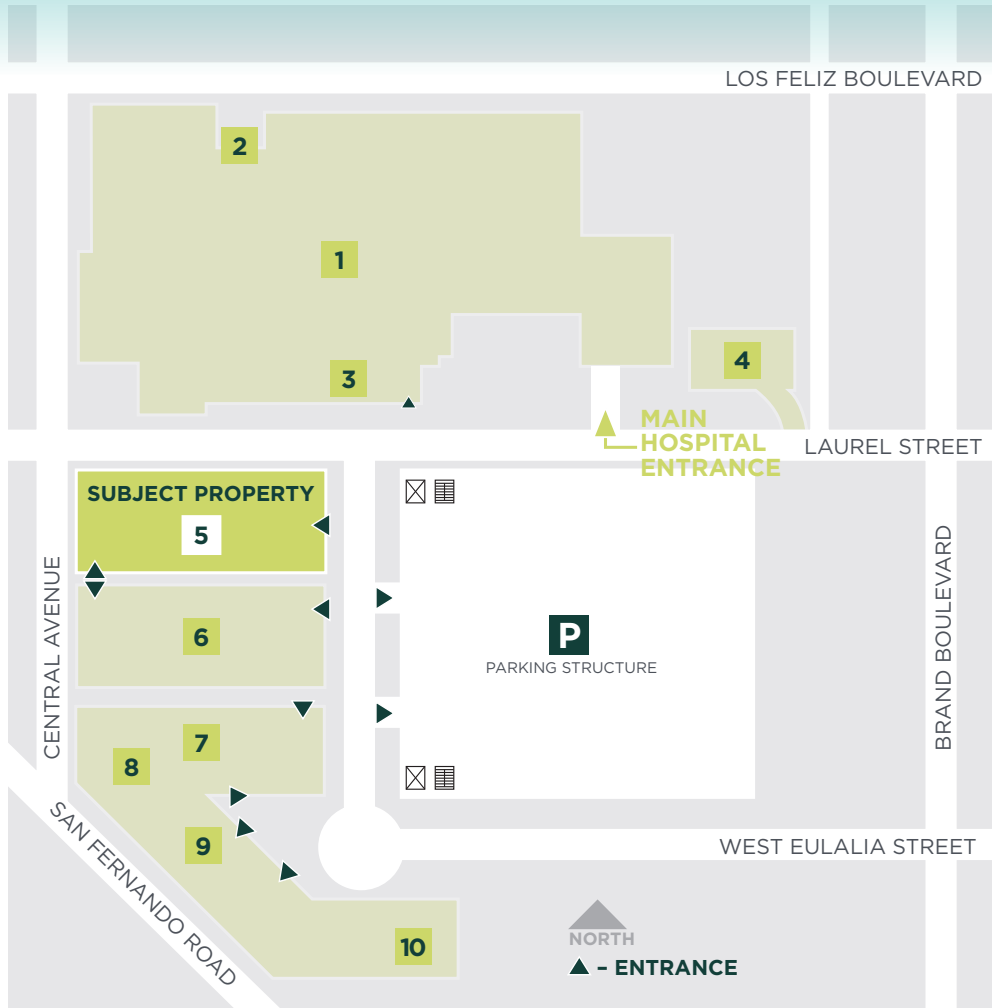 LOS FELIZ BOULEVARD
2
1
3
4
MAIN
HOSPITAL
ENTRANCE
LAUREL STREET
SUBJECT PROPERTY
5
CENTRAL AVENUE
BRAND BOULEVARD
6
P
PARKING STRUCTURE
7
8
9
SAN FERNANDO ROAD
WEST EULALIA STREET
10
NORTH
– ENTRANCE